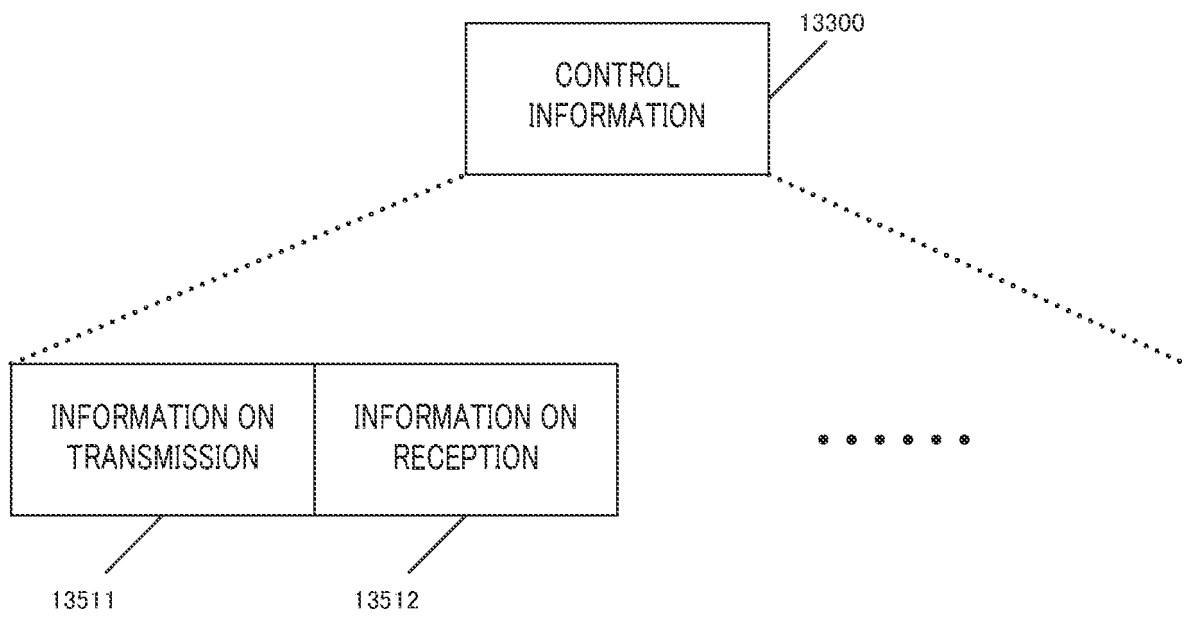 13300
CONTROL
INFORMATION
INFORMATION ON
TRANSMISSION
INFORMATION ON
RECEPTION
13511
13512